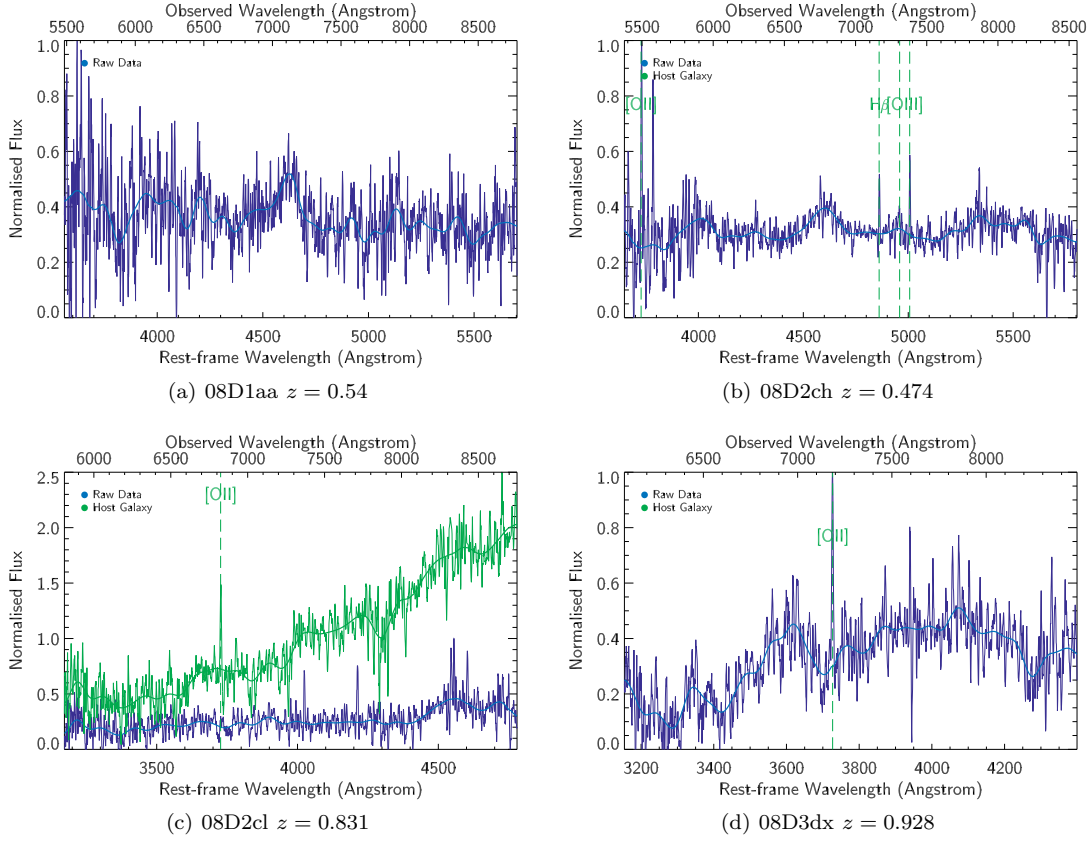 Observed Wavelength (Angstrom)
5500 6000 6500 7000 7500 8000 8500
1.0
0.8
0.6
0.4
0.2
0.0
Normalised Flux
Raw Data
4000 4500 5000 5500
Rest-frame Wavelength (Angstrom)
(a) 08D1aa z = 0.54
Observed Wavelength (Angstrom)
5500 6000 6500 7000 7500 8000 8500
1.0
0.8
0.6
0.4
0.2
0.0
Normalised Flux
Raw Data
Host Galaxy
[OII] Hβ [OIII]
4000 4500 5000 5500
Rest-frame Wavelength (Angstrom)
(b) 08D2ch z = 0.474
Observed Wavelength (Angstrom)
6000 6500 7000 7500 8000 8500
2.5
2.0
1.5
1.0
0.5
0.0
Normalised Flux
Raw Data
Host Galaxy
[OII]
3500 4000 4500
Rest-frame Wavelength (Angstrom)
(c) 08D2cl z = 0.831
Observed Wavelength (Angstrom)
6500 7000 7500 8000
1.0
0.8
0.6
0.4
0.2
0.0
Normalised Flux
Raw Data
Host Galaxy
[OII]
3200 3400 3600 3800 4000 4200
Rest-frame Wavelength (Angstrom)
(d) 08D3dx z = 0.928